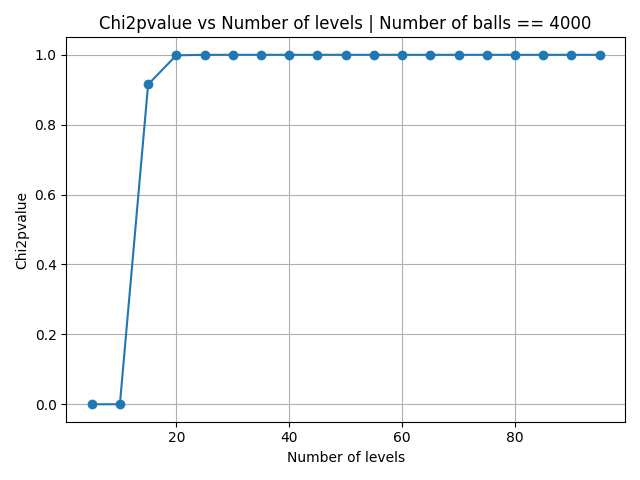 Chi2pvalue vs Number of levels | Number of balls == 4000
Chi2pvalue
1.0
0.8
0.6
0.4
0.2
0.0
20 40 60 80
Number of levels